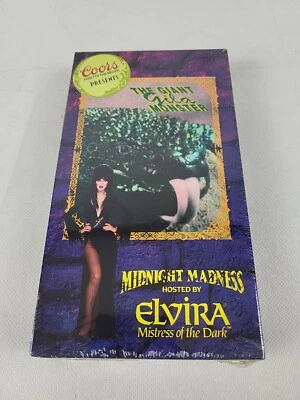 Coors
PRESENTS
THE GIANT
Gila
MONSTER
MIDNIGHT MADNESS
HOSTED BY
ELVIRA
Mistress of the Dark